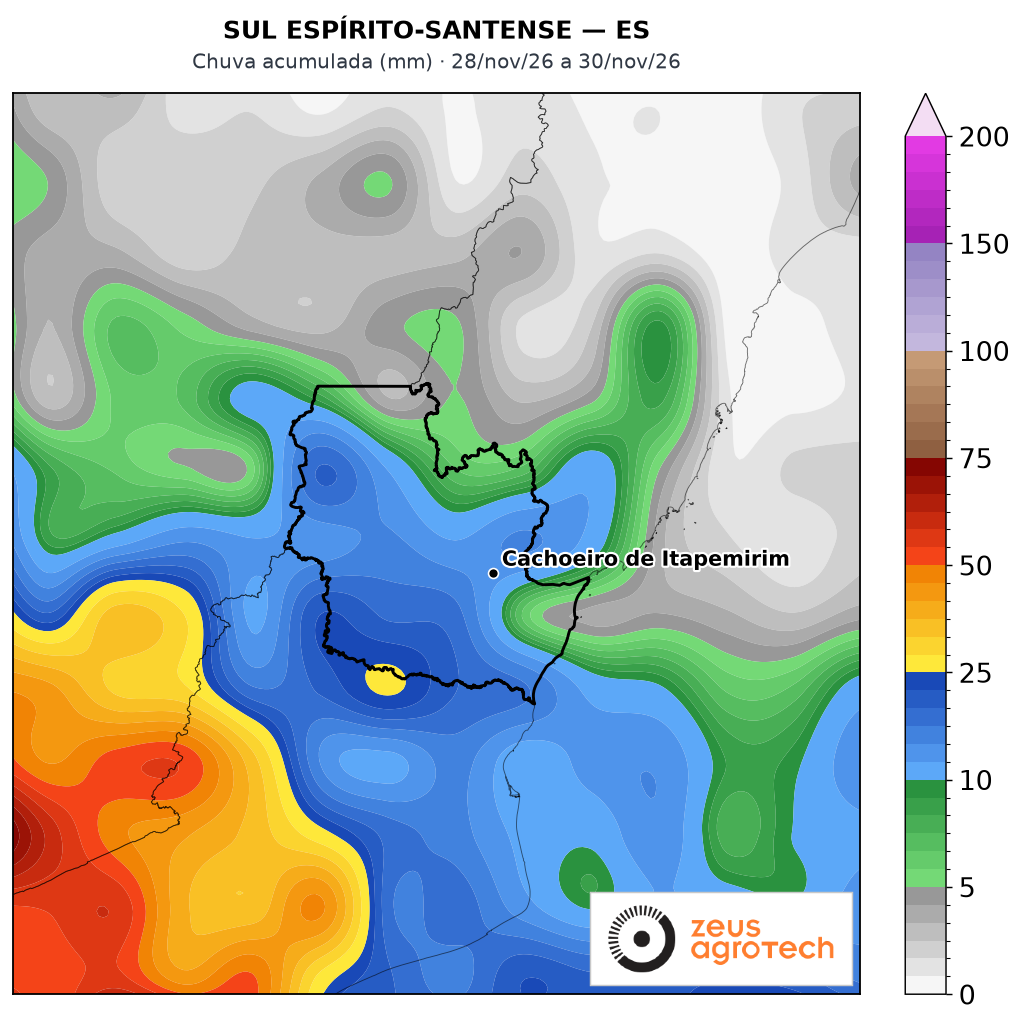 SUL ESPÍRITO-SANTENSE — ES
Chuva acumulada (mm) · 28/nov/26 a 30/nov/26
200
150
100
75
50
25
10
5
0
Cachoeiro de Itapemirim
zeus
agrotech